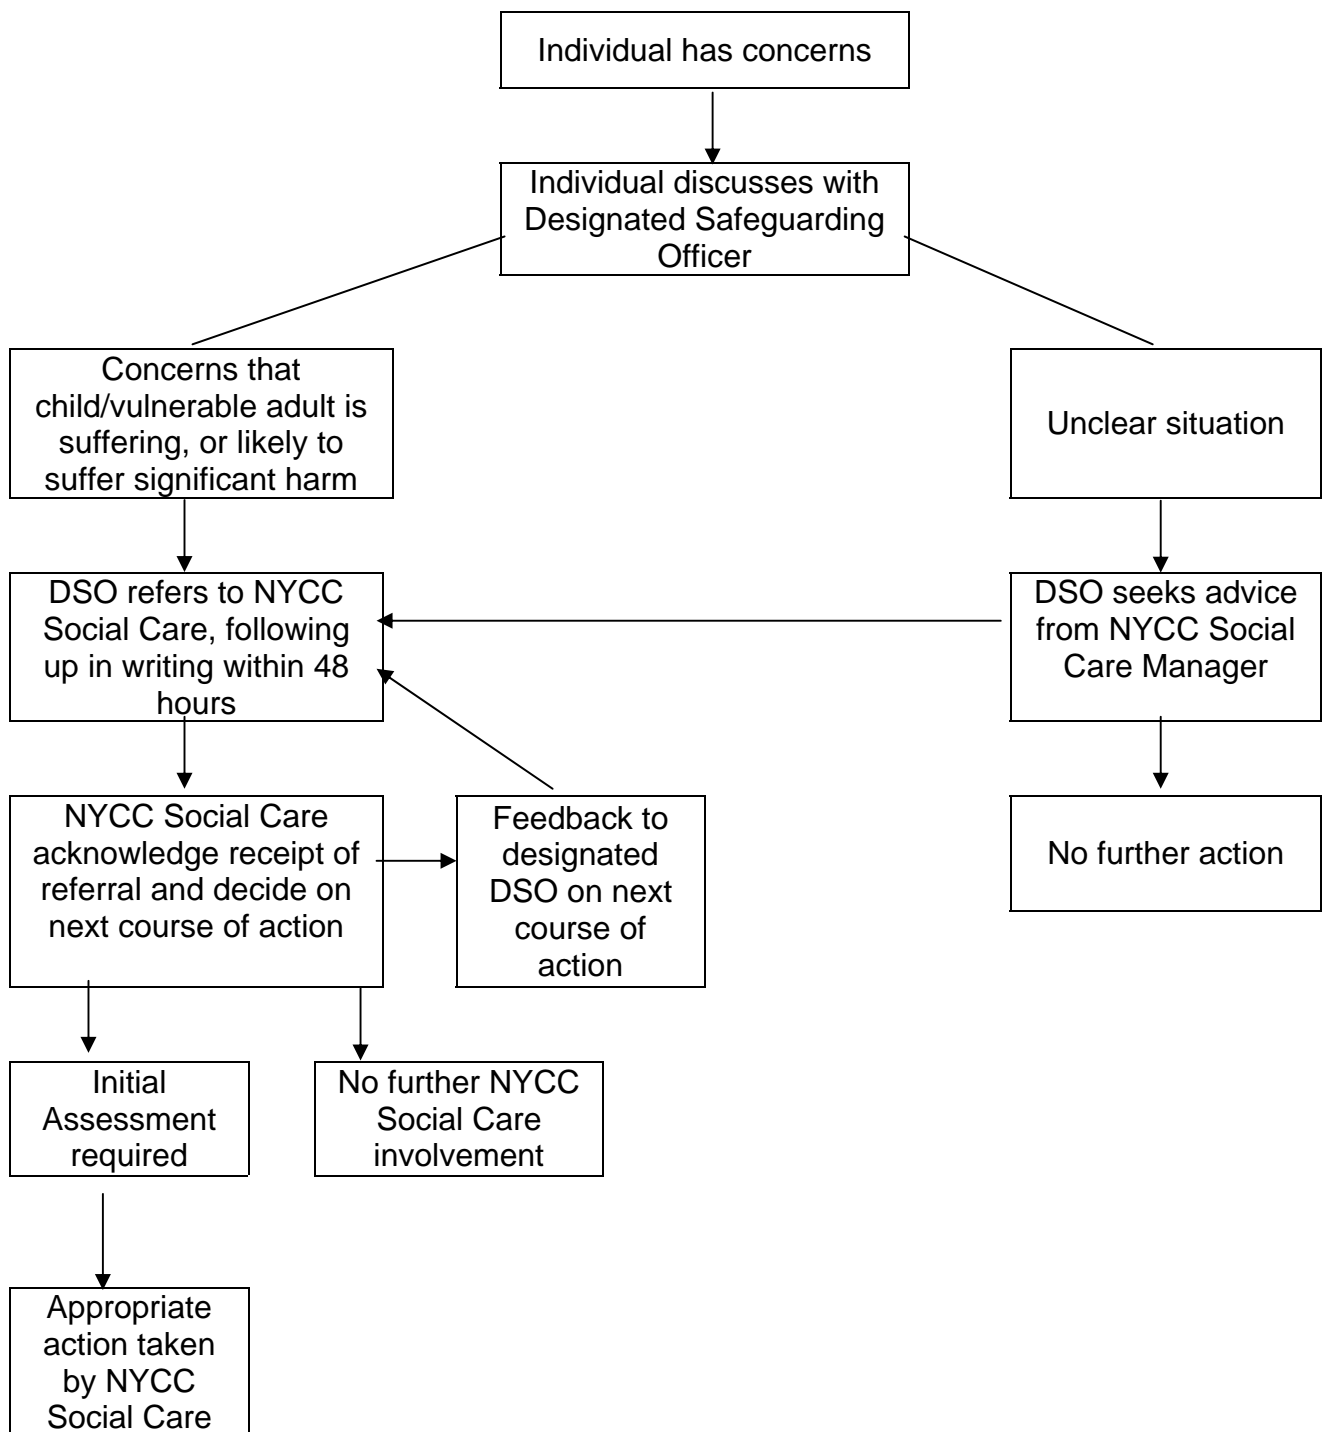 Individual has concerns
Individual discusses with
Designated Safeguarding
Officer
Concerns that
child/vulnerable adult is
suffering, or likely to
suffer significant harm
Unclear situation
DSO refers to NYCC
Social Care, following
up in writing within 48
hours
DSO seeks advice
from NYCC Social
Care Manager
NYCC Social Care
acknowledge receipt of
referral and decide on
next course of action
Feedback to
designated
DSO on next
course of
action
No further action
Initial
Assessment
required
No further NYCC
Social Care
involvement
Appropriate
action taken
by NYCC
Social Care